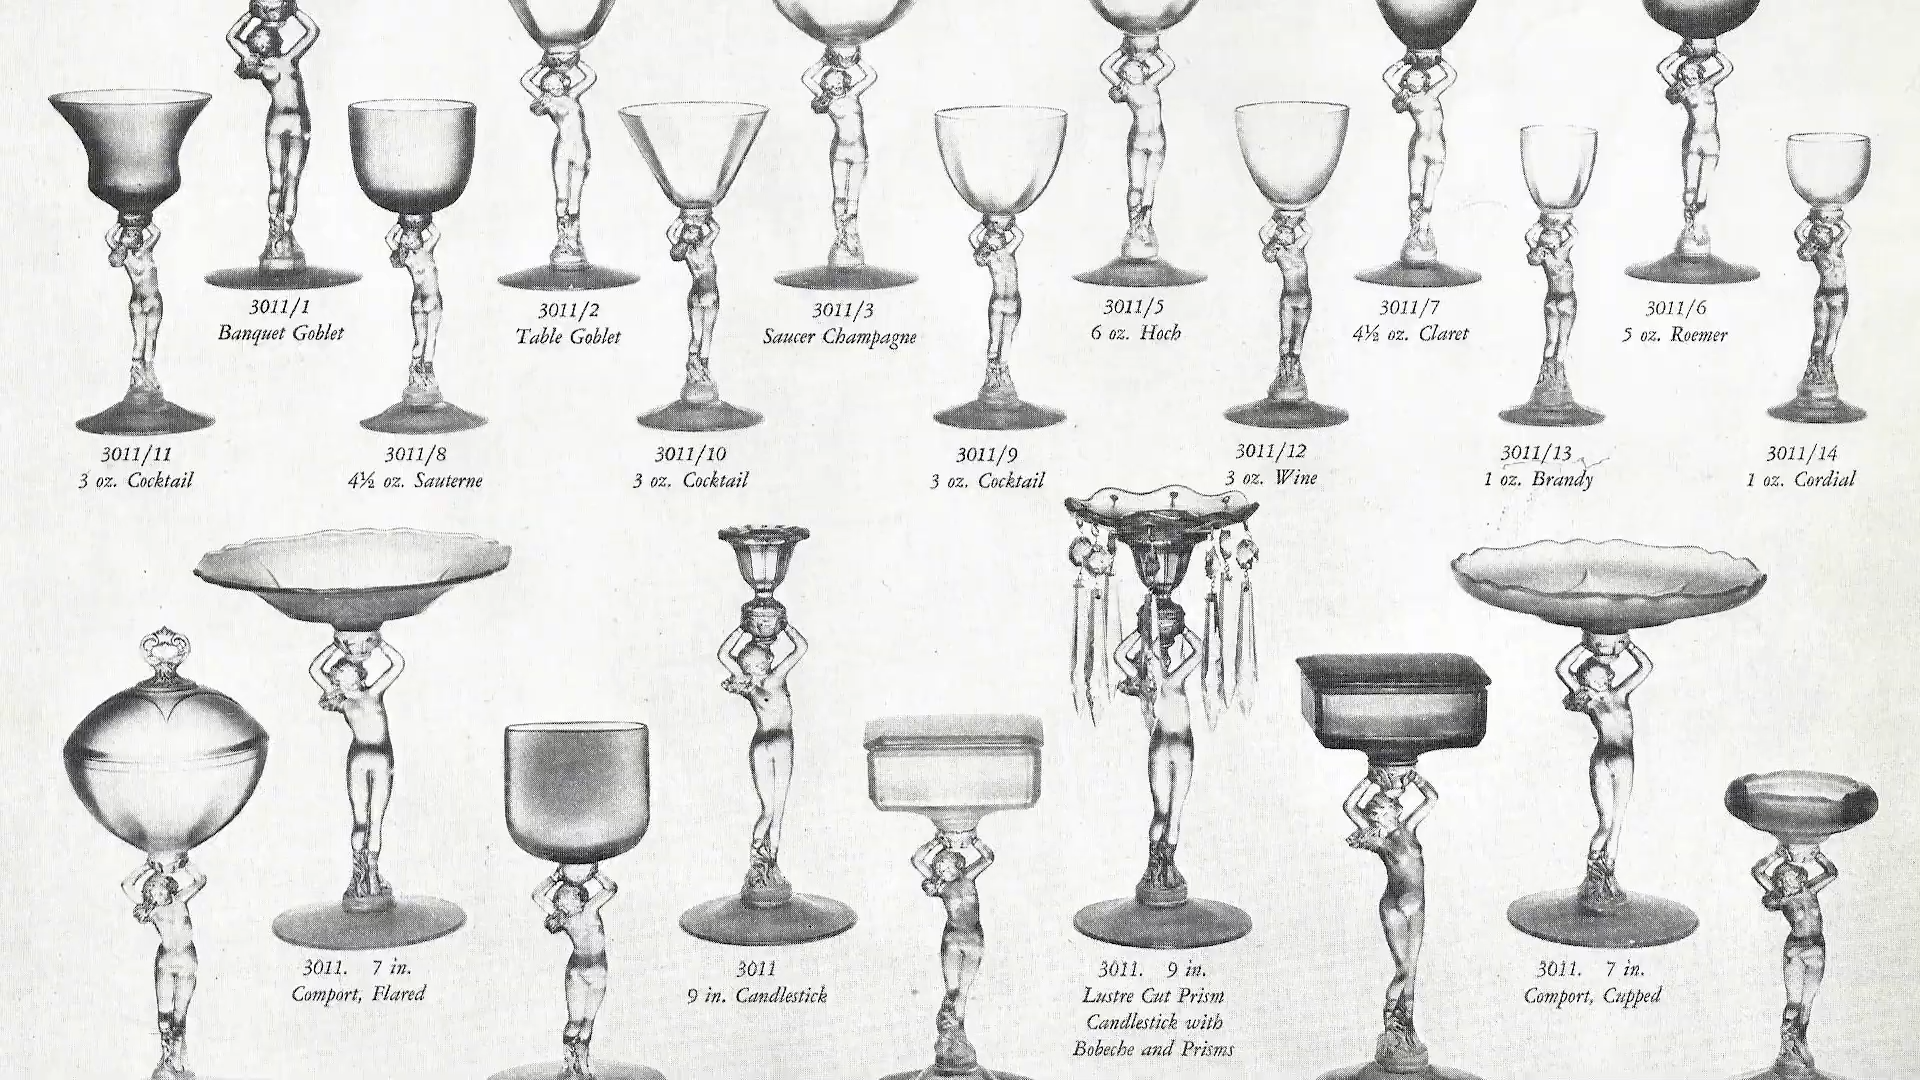 3011/1
Banquet Goblet
3011/2
Table Goblet
3011/3
Saucer Champagne
3011/5
6 oz. Hoch
3011/7
4½ oz. Claret
3011/6
5 oz. Roemer
3011/11
3 oz. Cocktail
3011/8
4½ oz. Sauterne
3011/10
3 oz. Cocktail
3011/9
3 oz. Cocktail
3011/12
3 oz. Wine
3011/13
1 oz. Brandy
3011/14
1 oz. Cordial
3011. 7 in.
Comport, Flared
3011
9 in. Candlestick
3011. 9 in.
Lustre Cut Prism
Candlestick with
Bobeche and Prisms
3011. 7 in.
Comport, Cupped